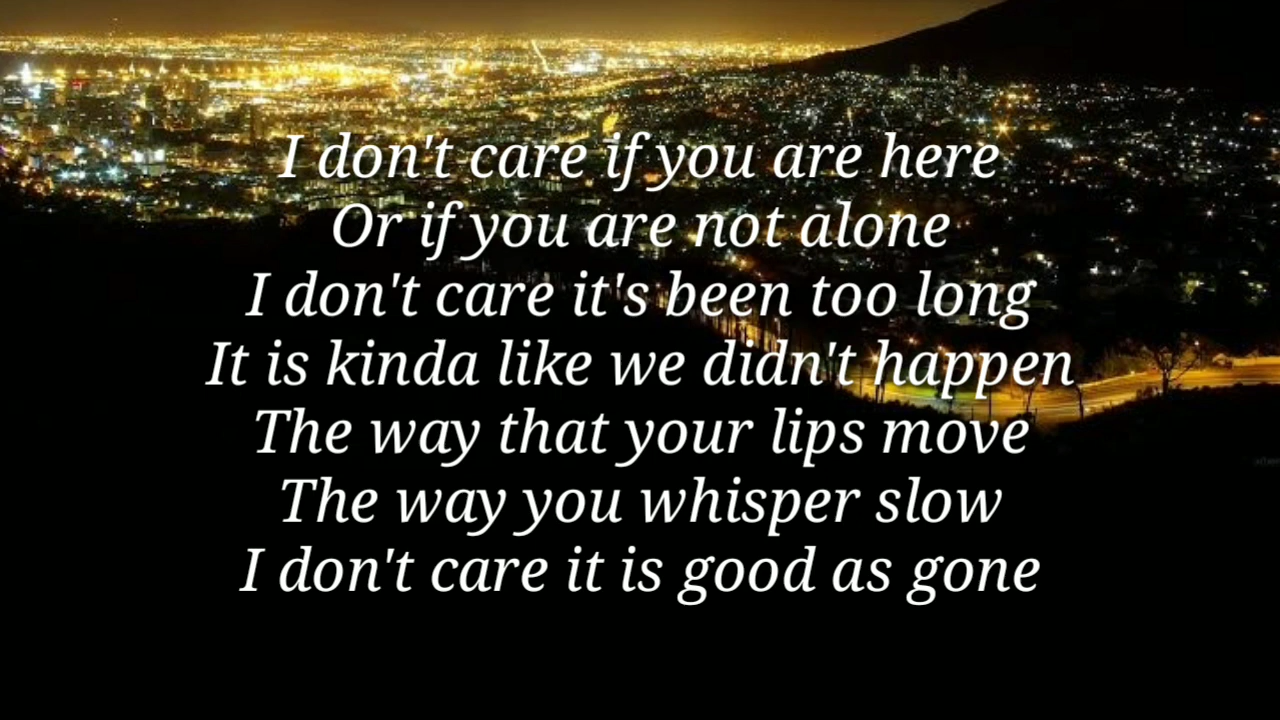 I don't care if you are here
Or if you are not alone
I don't care it's been too long
It is kinda like we didn't happen
The way that your lips move
The way you whisper slow
I don't care it is good as gone